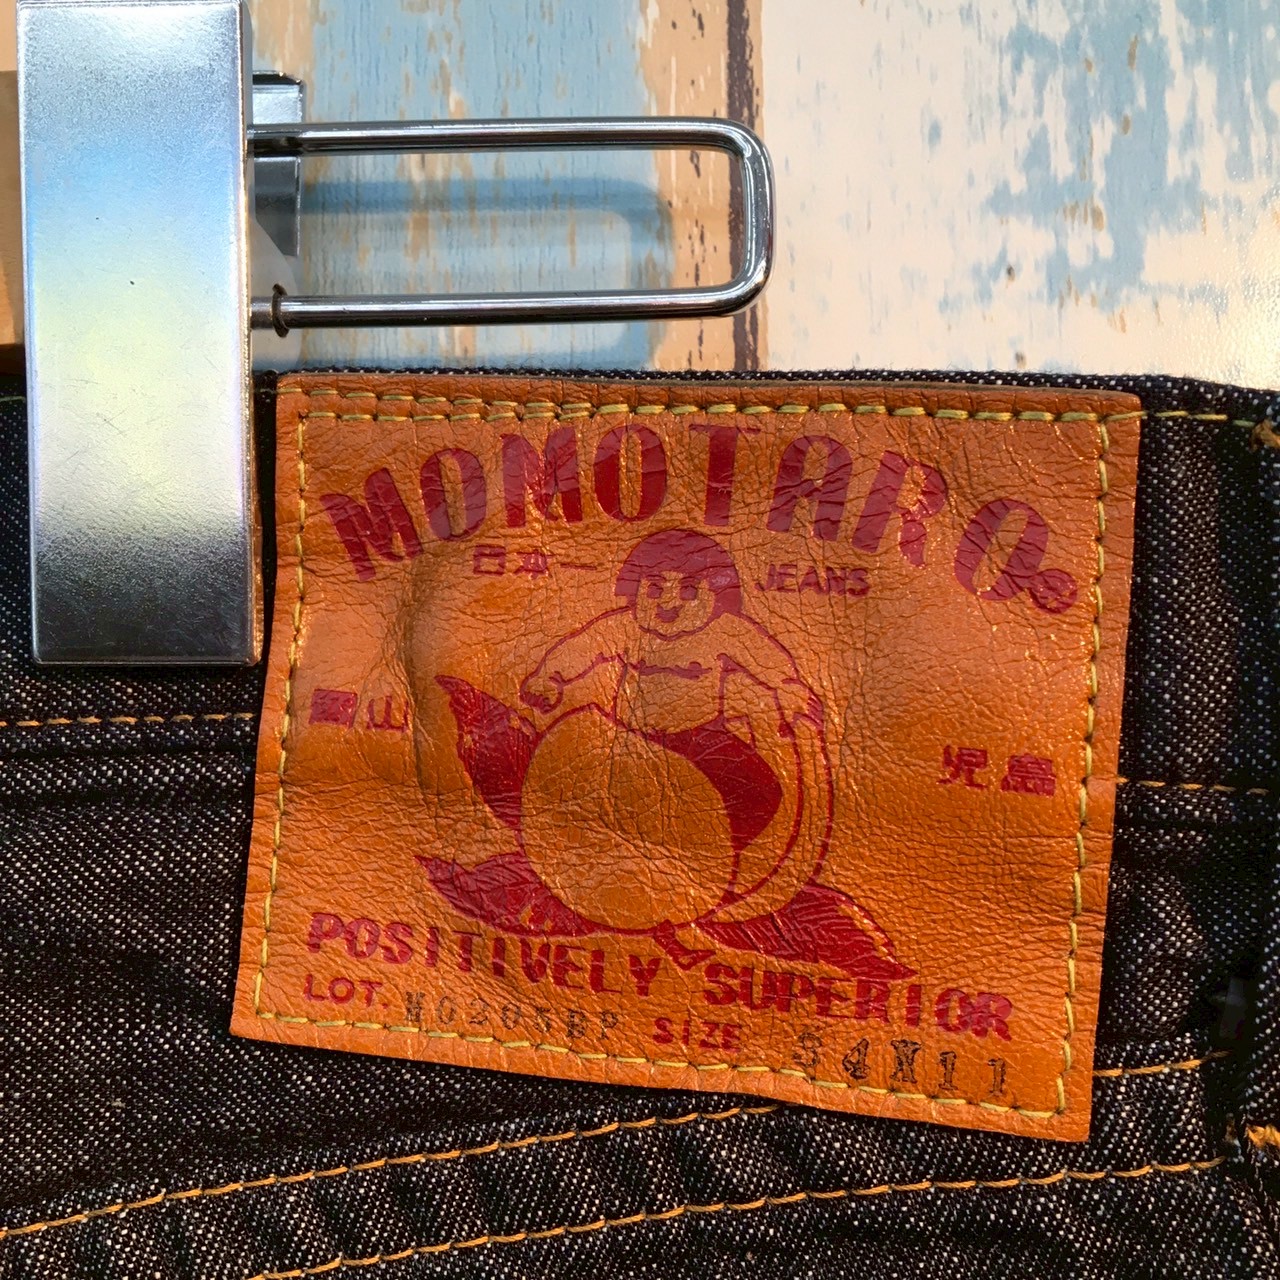 MOMOTARO®
日本一 JEANS
岡山 児島
POSITIVELY SUPERIOR
LOT. SIZE